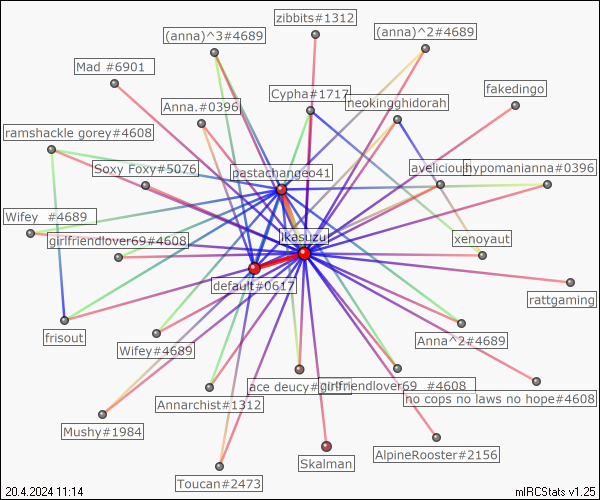 zibbits#1312
(anna)^3#4689
(anna)^2#4689
Mad #6901
Cypha#1717
fakedingo
Anna.#0396
neokingghidorah
ramshackle gorey#4608
Soxy Foxy#5076
pastachangeo41
avelicious
hypomanianna#0396
Wifey #4689
girlfriendlover69#4608
ikasuzu
xenoyaut
default#0617
rattgaming
frisout
Wifey#4689
Anna^2#4689
ace deucy
girlfriendlover69 #4608
no cops no laws no hope#4608
Annarchist#1312
Mushy#1984
Skalman
AlpineRooster#2156
Toucan#2473
20.4.2024 11:14
mIRCStats v1.25